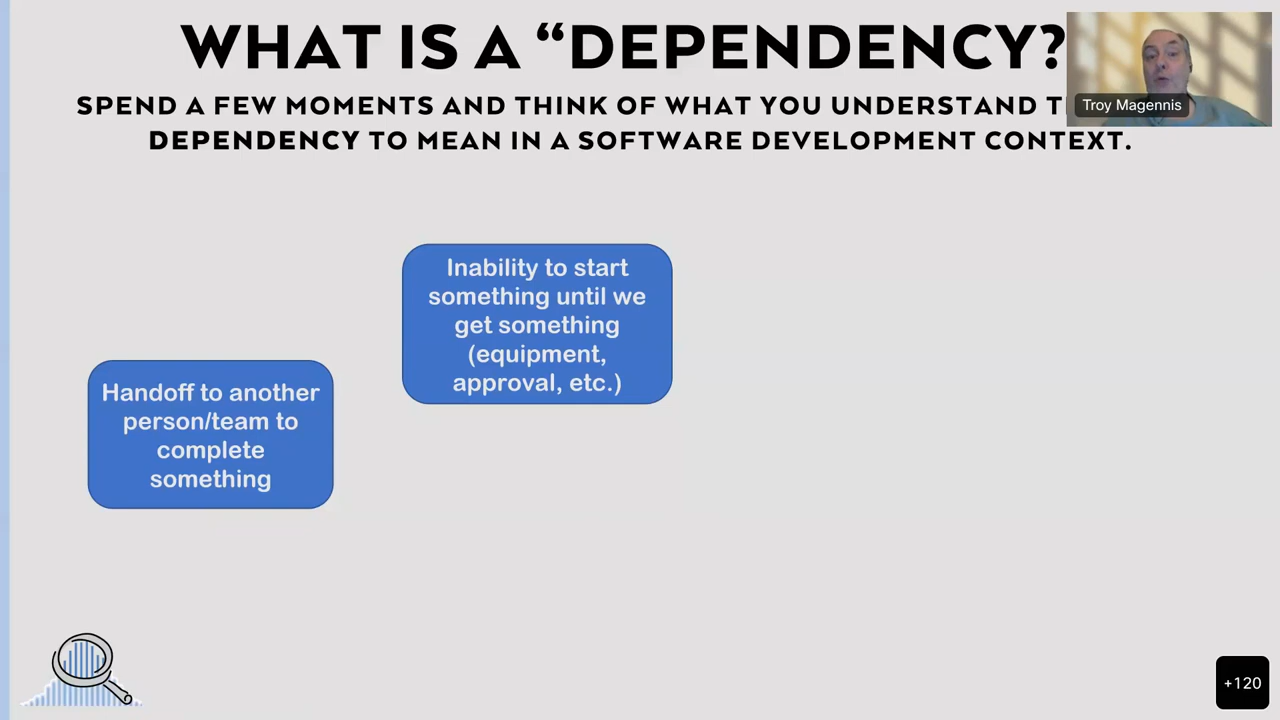 WHAT IS A “DEPENDENCY?
SPEND A FEW MOMENTS AND THINK OF WHAT YOU UNDERSTAND
DEPENDENCY TO MEAN IN A SOFTWARE DEVELOPMENT CONTEXT.
Troy Magennis
Inability to start
something until we
get something
(equipment,
approval, etc.)
Handoff to another
person/team to
complete
something
+120